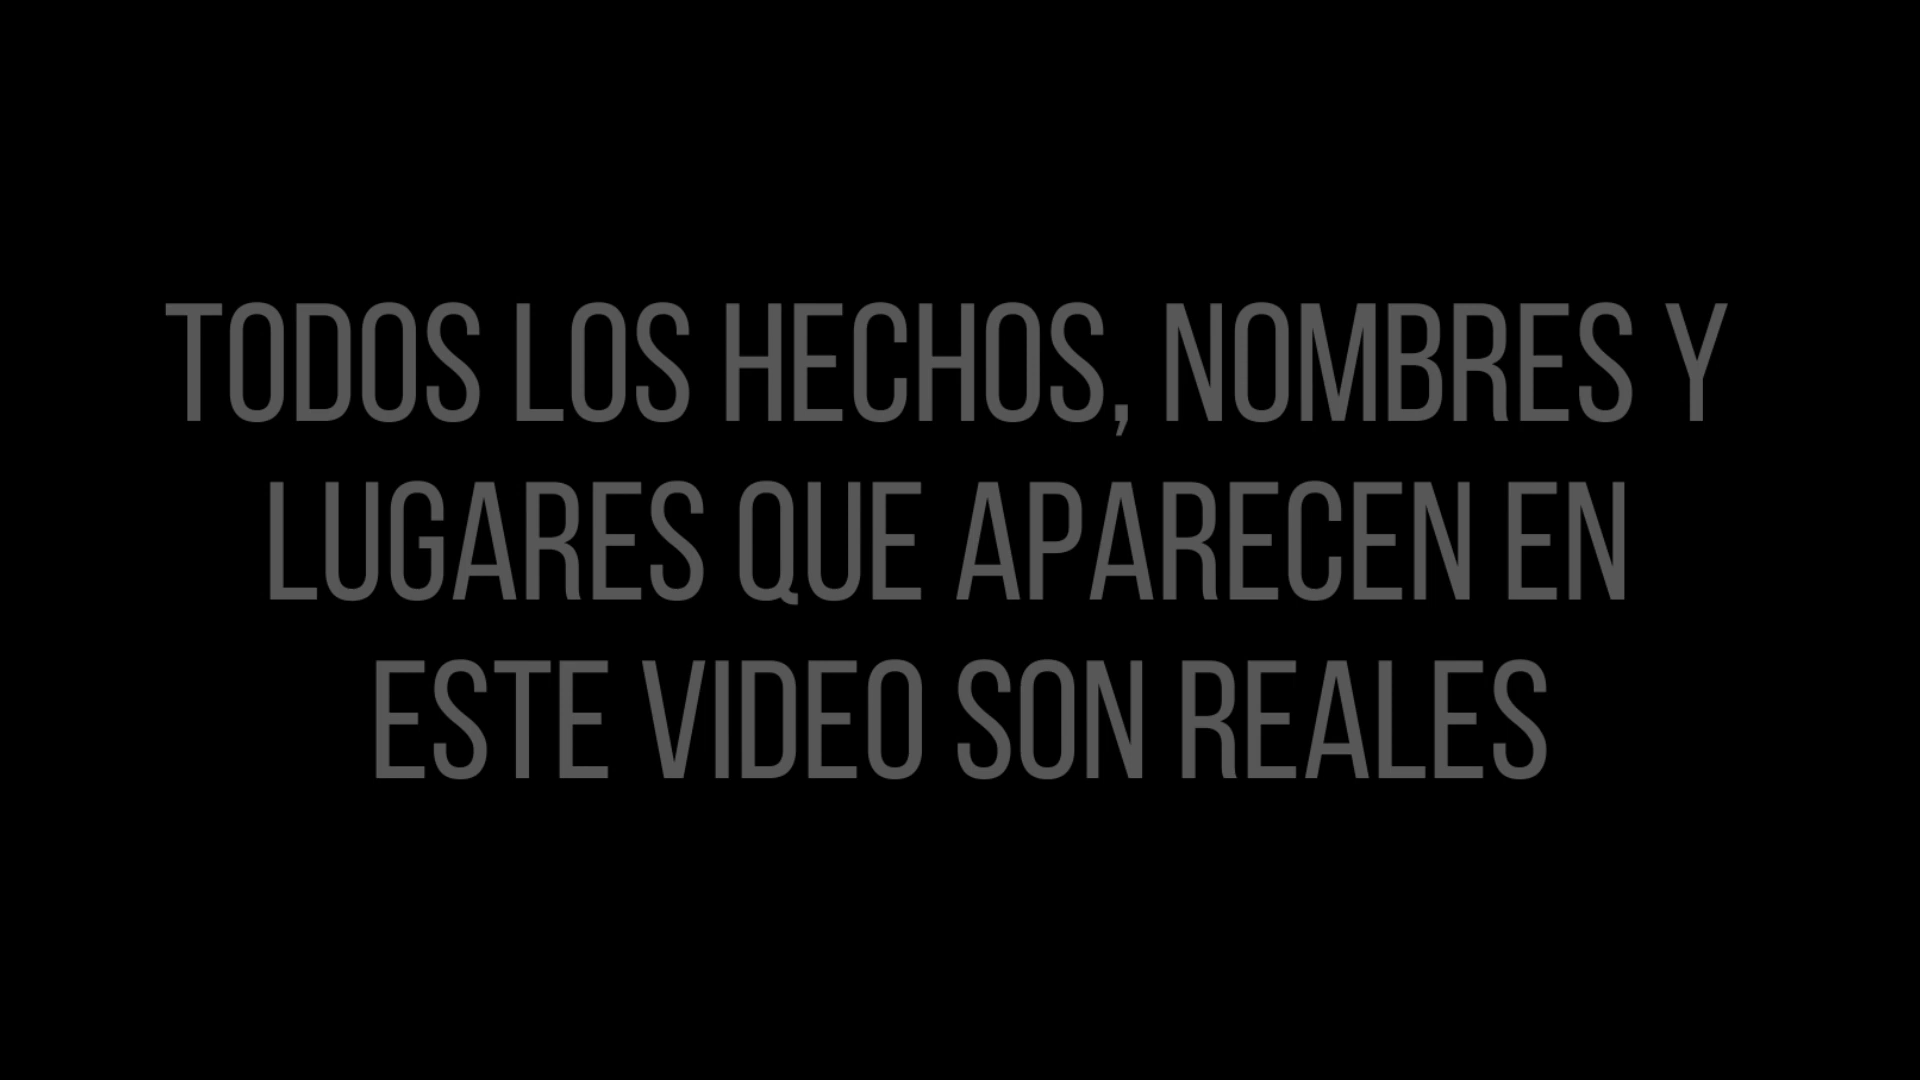 TODOS LOS HECHOS, NOMBRES Y
LUGARES QUE APARECEN EN
ESTE VIDEO SON REALES